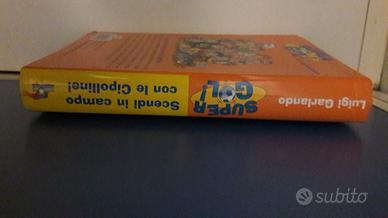 Luigi Garlando
SUPER
GOL!
Scendi in campo
con le Cipolline!
subito